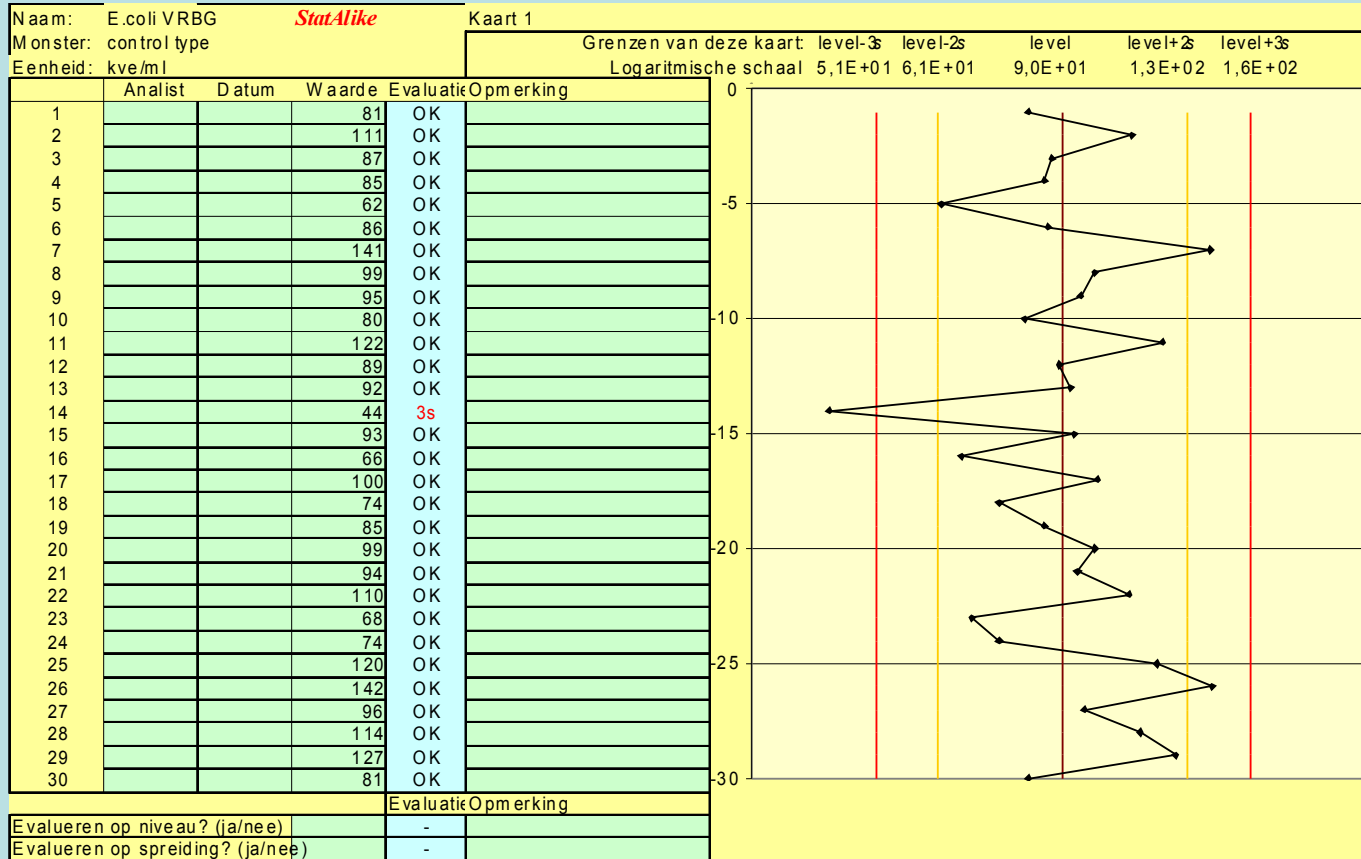 Naam: E.coli VRBG StatAlike Kaart 1
Monster: control type Grenzen van deze kaart: level-3s level-2s level level+2s level+3s
Eenheid: kve/ml Logaritmische schaal 5,1E+01 6,1E+01 9,0E+01 1,3E+02 1,6E+02
Analist Datum Waarde Evaluatie Opmerking 0
1 81 OK
2 111 OK
3 87 OK
4 85 OK
5 62 OK -5
6 86 OK
7 141 OK
8 99 OK
9 95 OK
10 80 OK -10
11 122 OK
12 89 OK
13 92 OK
14 44 3s
15 93 OK -15
16 66 OK
17 100 OK
18 74 OK
19 85 OK
20 99 OK -20
21 94 OK
22 110 OK
23 68 OK
24 74 OK
25 120 OK -25
26 142 OK
27 96 OK
28 114 OK
29 127 OK
30 81 OK -30
Evaluatie Opmerking
Evalueren op niveau? (ja/nee) -
Evalueren op spreiding? (ja/nee) -